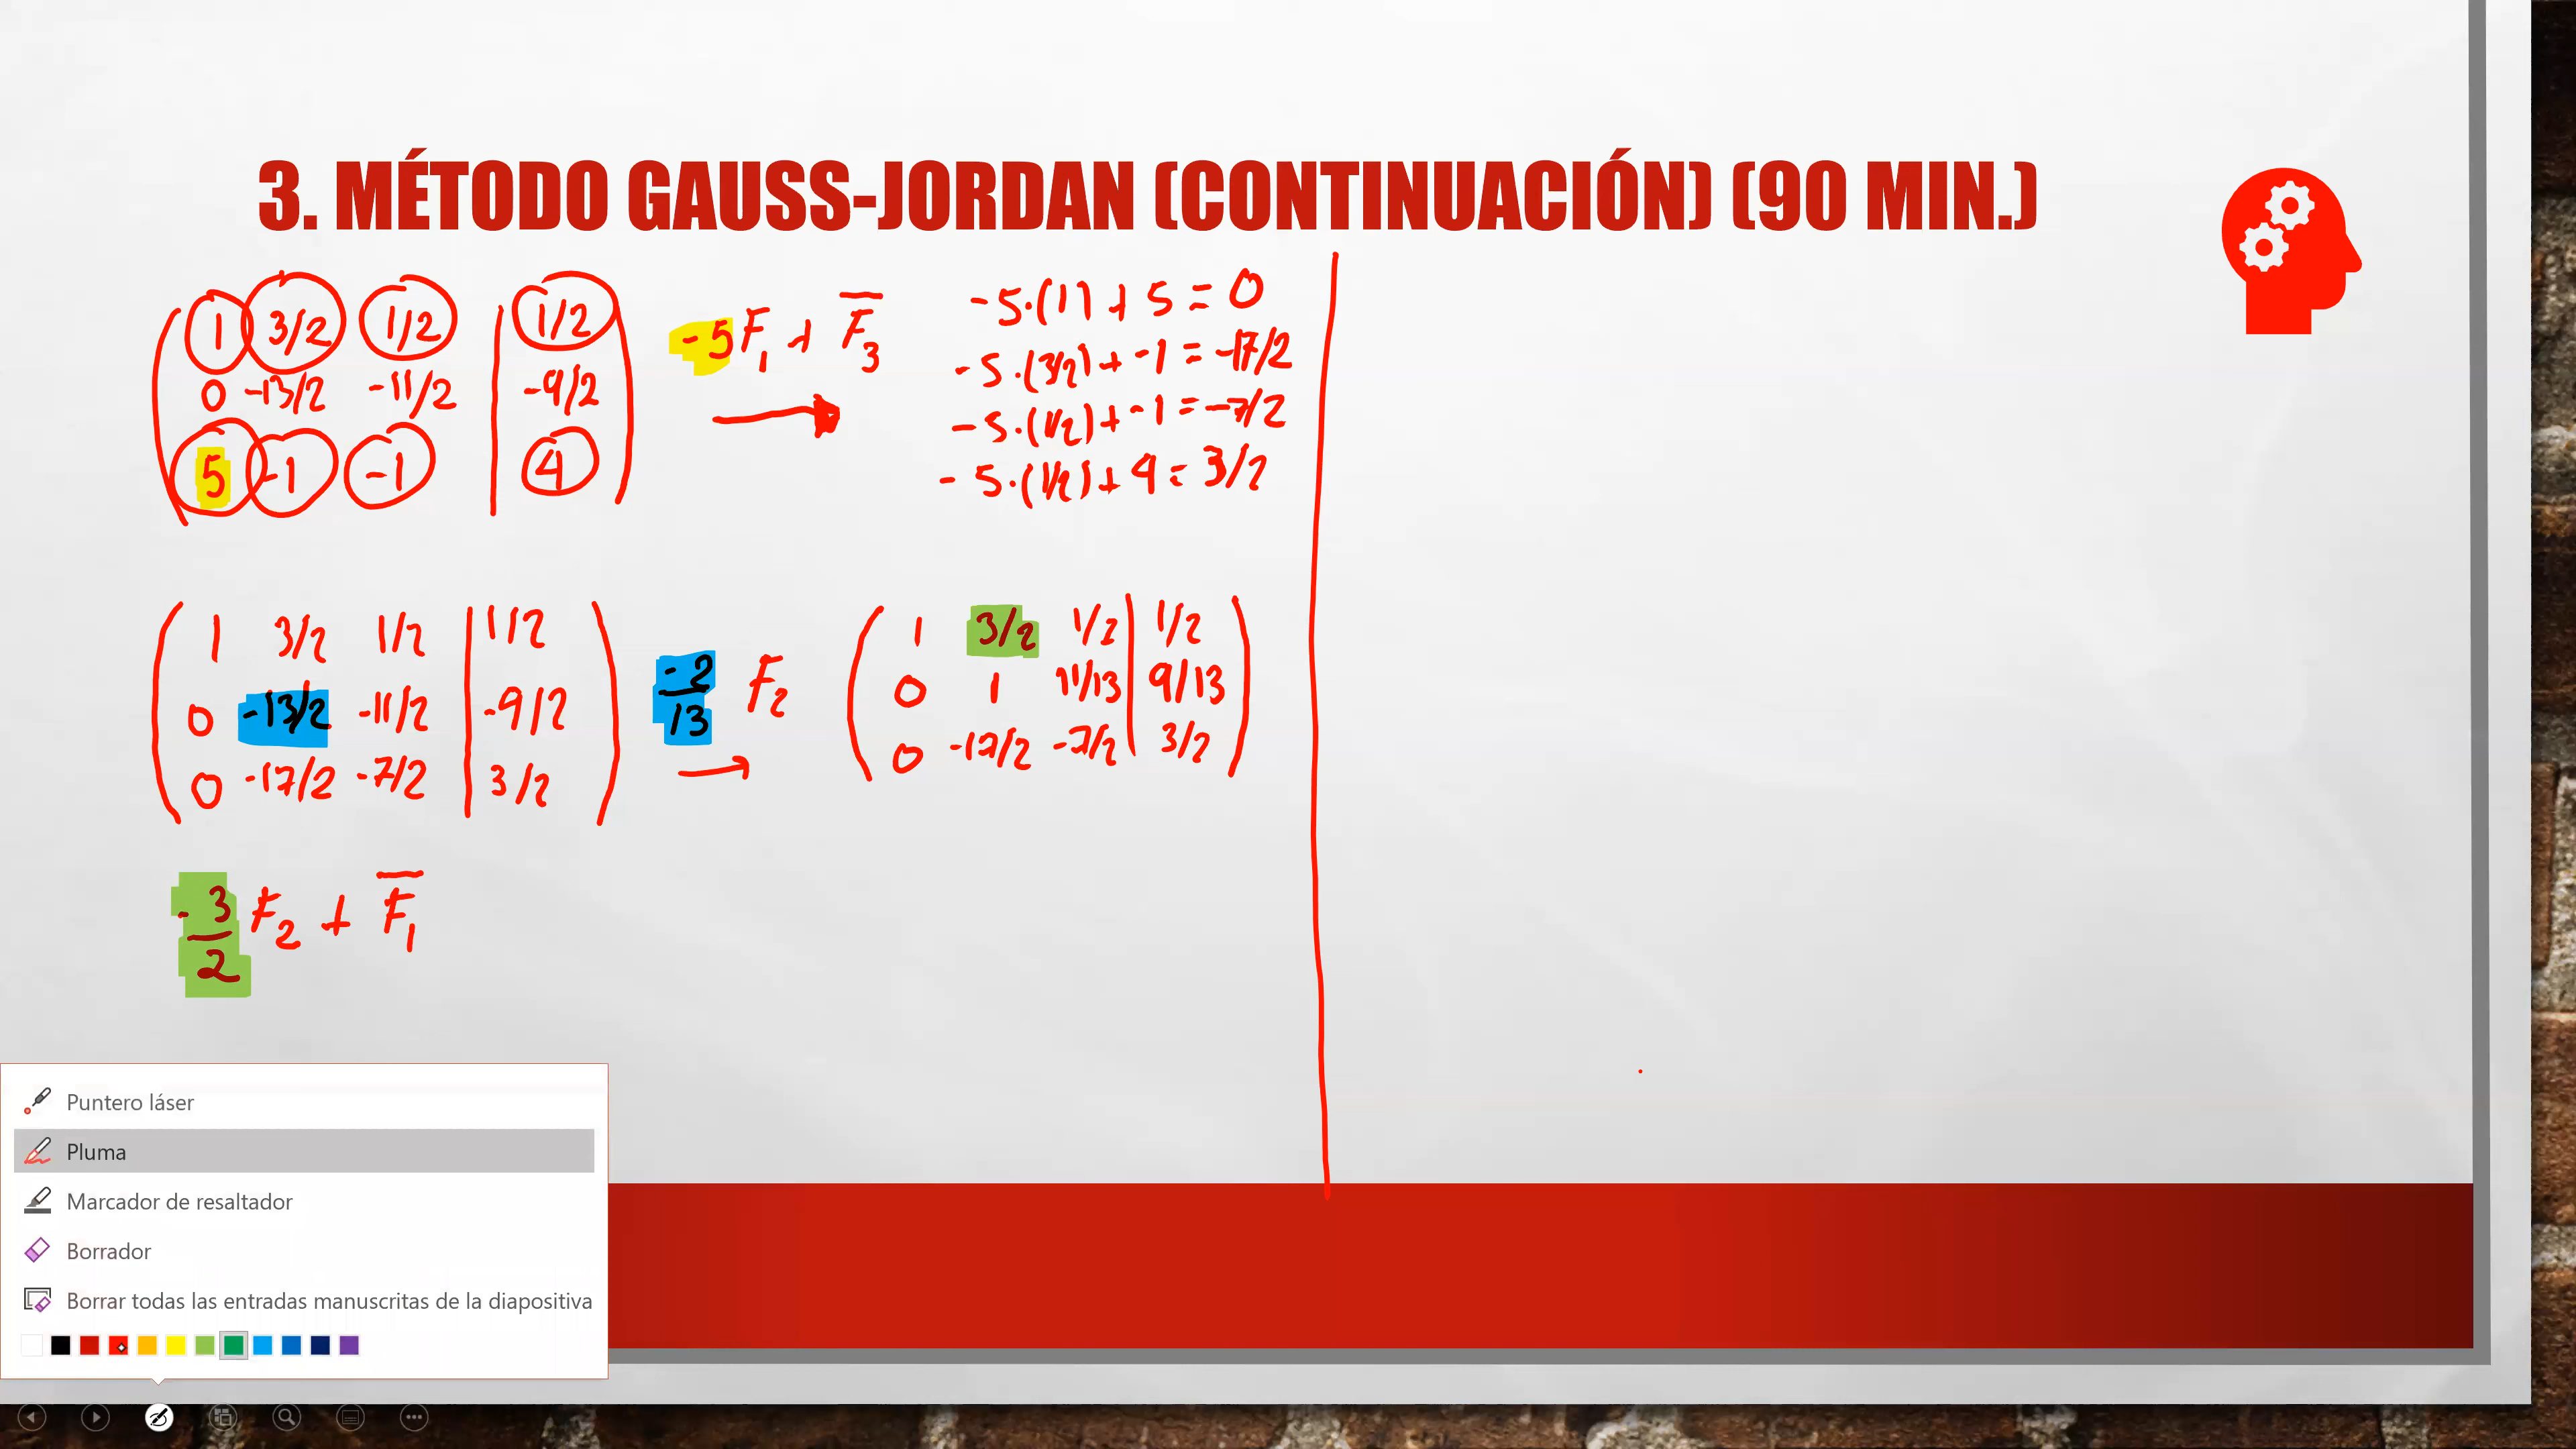 3. MÉTODO GAUSS-JORDAN (CONTINUACIÓN) (90 MIN.)
1 3/2 1/2 | 1/2
0 -13/2 -11/2 | -9/2
5 -1 -1 | 4
-5F1 + F3
-5·(1) + 5 = 0
-5·(3/2) + -1 = -17/2
-5·(1/2) + -1 = -7/2
-5·(1/2) + 4 = 3/2
1 3/2 1/2 | 1/2
0 -13/2 -11/2 | -9/2
0 -17/2 -7/2 | 3/2
-2/13 F2
1 3/2 1/2 | 1/2
0 1 11/13 | 9/13
0 -17/2 -7/2 | 3/2
-3/2 F2 + F1
Puntero láser
Pluma
Marcador de resaltador
Borrador
Borrar todas las entradas manuscritas de la diapositiva